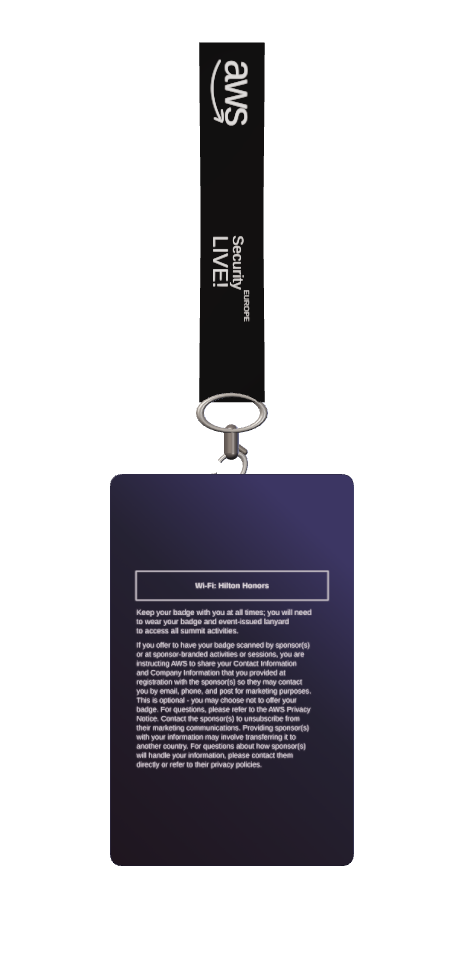 aws
Security
LIVE!
EUROPE
Wi-Fi: Hilton Honors
Keep your badge with you at all times; you will need
to wear your badge and event-issued lanyard
to access all summit activities.
If you offer to have your badge scanned by sponsor(s)
or at sponsor-branded activities or sessions, you are
instructing AWS to share your Contact Information
and Company Information that you provided at
registration with the sponsor(s) so they may contact
you by email, phone, and post for marketing purposes.
This is optional - you may choose not to offer your
badge. For questions, please refer to the AWS Privacy
Notice. Contact the sponsor(s) to unsubscribe from
their marketing communications. Providing sponsor(s)
with your information may involve transferring it to
another country. For questions about how sponsor(s)
will handle your information, please contact them
directly or refer to their privacy policies.